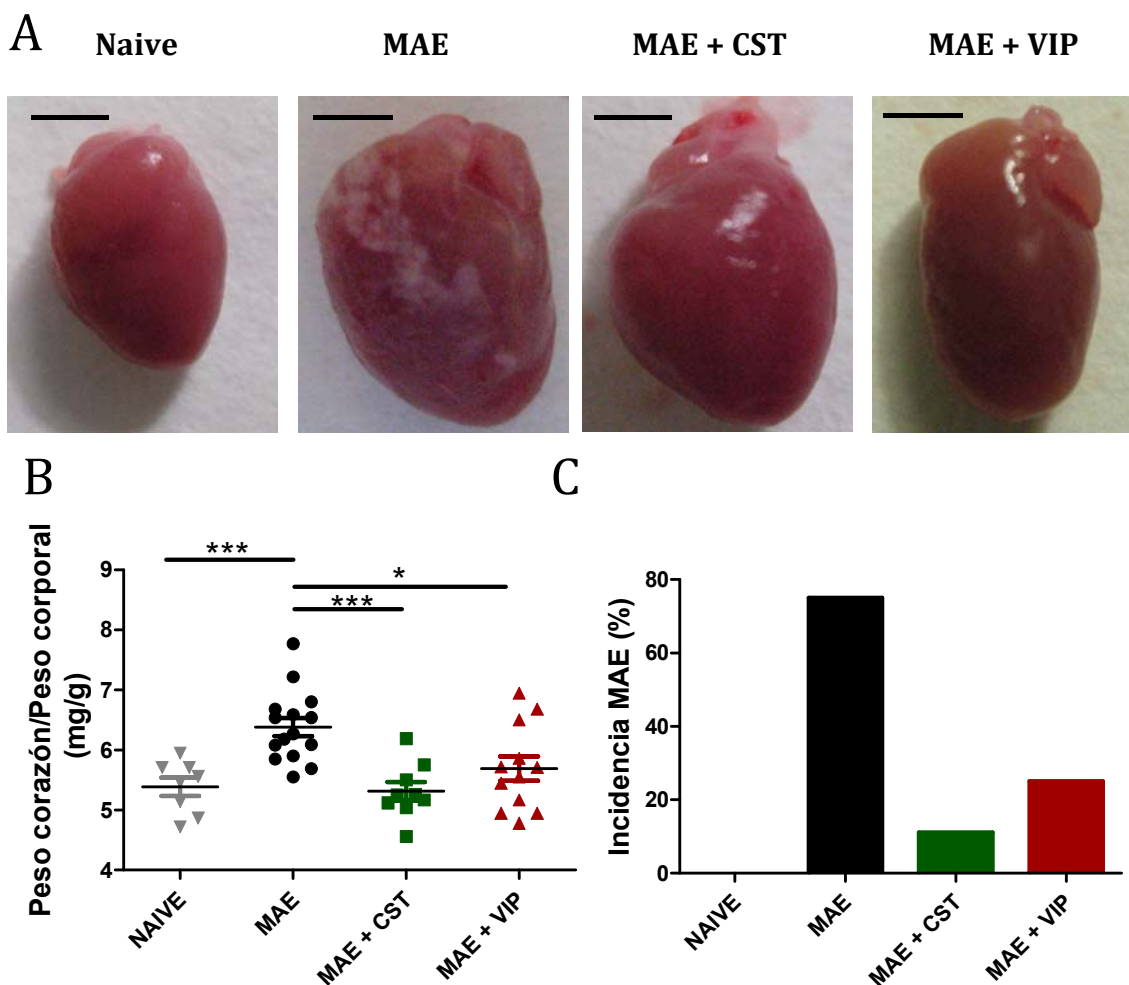 A
Naive
MAE
MAE + CST
MAE + VIP
B
Peso corazón/Peso corporal
(mg/g)
9
8
7
6
5
4
***
*
***
NAIVE
MAE
MAE + CST
MAE + VIP
C
Incidencia MAE (%)
80
60
40
20
0
NAIVE
MAE
MAE + CST
MAE + VIP